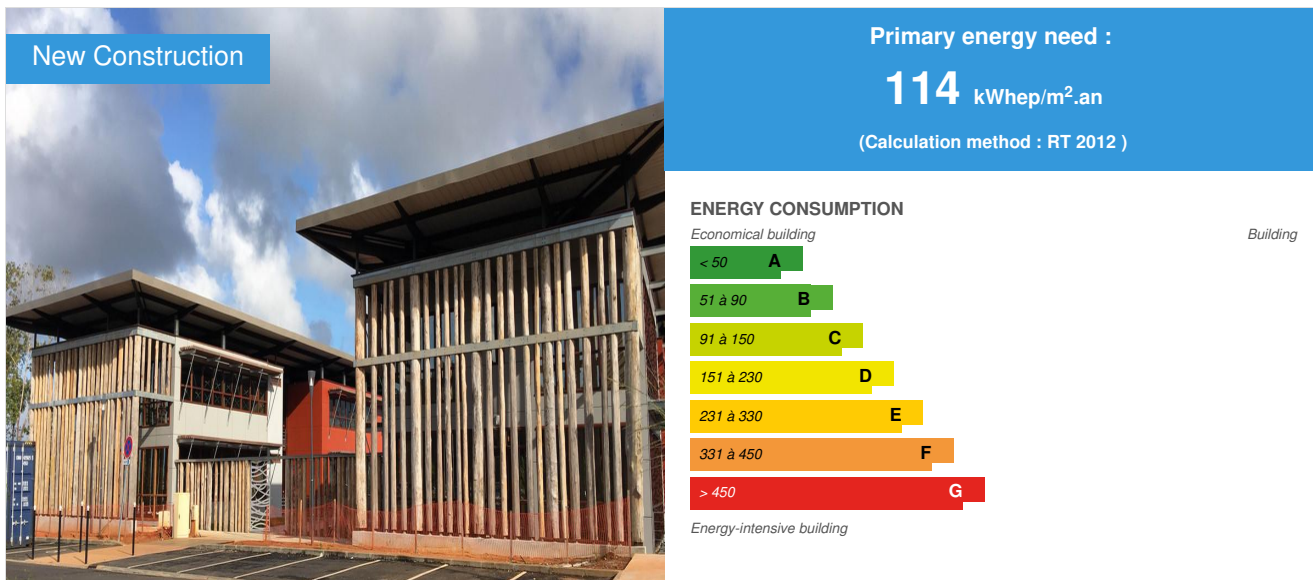 New Construction
Primary energy need :
114 kWhep/m².an
(Calculation method : RT 2012 )
ENERGY CONSUMPTION
Economical building
Building
< 50 A
51 à 90 B
91 à 150 C
151 à 230 D
231 à 330 E
331 à 450 F
> 450 G
Energy-intensive building